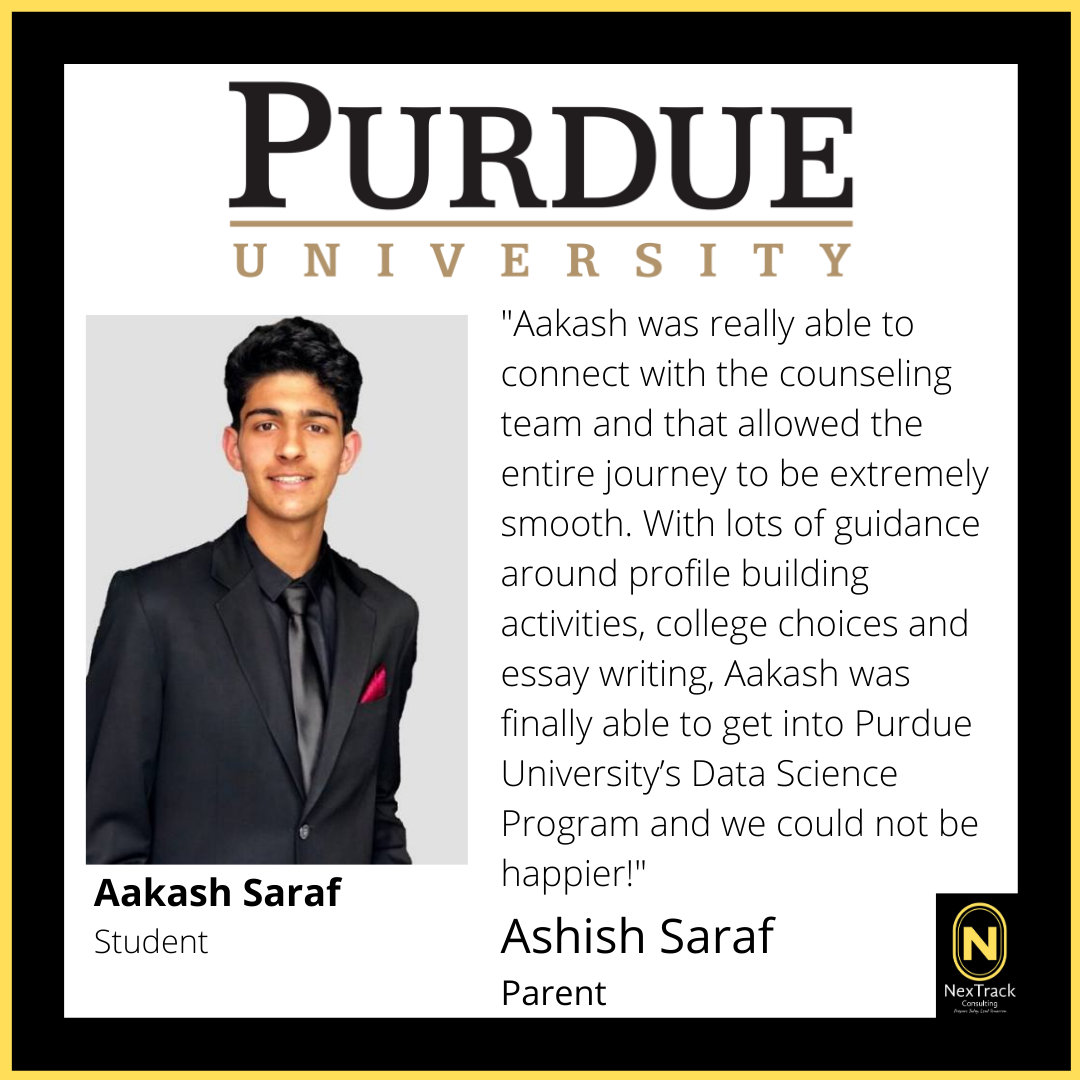 PURDUE
UNIVERSITY
"Aakash was really able to
connect with the counseling
team and that allowed the
entire journey to be extremely
smooth. With lots of guidance
around profile building
activities, college choices and
essay writing, Aakash was
finally able to get into Purdue
University’s Data Science
Program and we could not be
happier!"
Ashish Saraf
Parent
Aakash Saraf
Student
N
NexTrack
Consulting